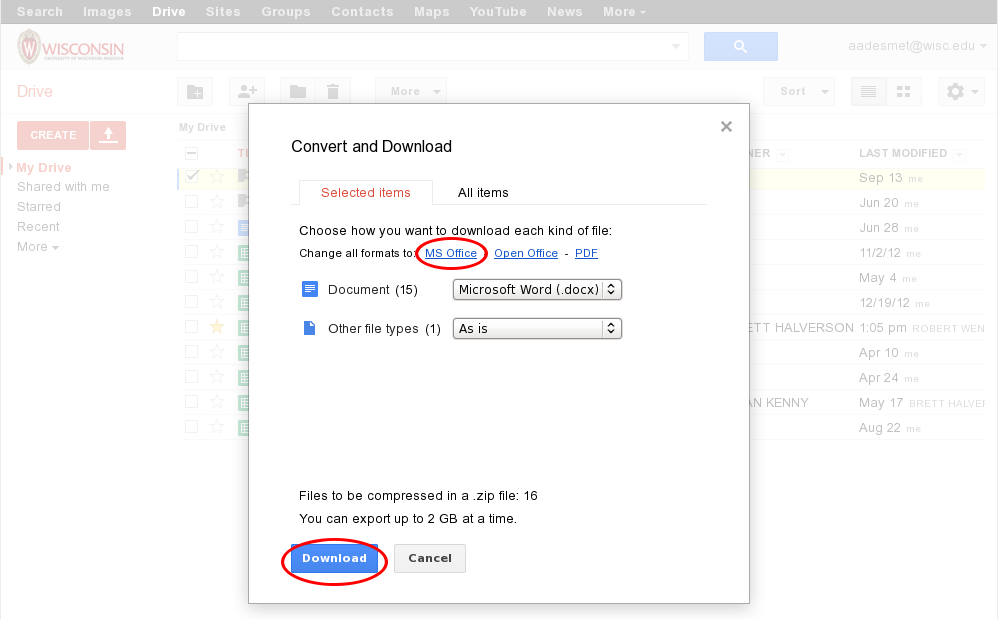 Search Images Drive Sites Groups Contacts Maps YouTube News More
WISCONSIN
UNIVERSITY OF WISCONSIN-MADISON
aadesmet@wisc.edu
Drive
More
Sort
CREATE
My Drive
My Drive
Shared with me
Starred
Recent
More
LAST MODIFIED
Sep 13 me
Jun 20 me
Jun 28 me
11/2/12 me
May 4 me
12/19/12 me
ETT HALVERSON 1:05 pm ROBERT WEN
Apr 10 me
Apr 24 me
AN KENNY May 17 BRETT HALVER
Aug 22 me
Convert and Download
Selected items All items
Choose how you want to download each kind of file:
Change all formats to: MS Office Open Office - PDF
Document (15) Microsoft Word (.docx)
Other file types (1) As is
Files to be compressed in a .zip file: 16
You can export up to 2 GB at a time.
Download Cancel